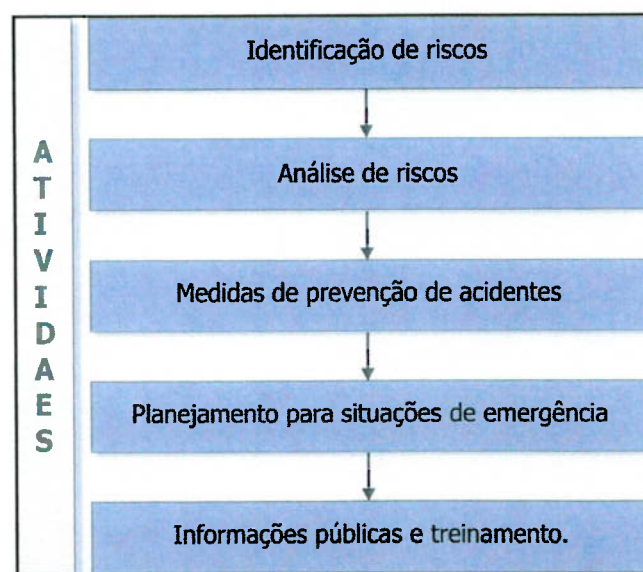 ATIVIDAES
Identificação de riscos
Análise de riscos
Medidas de prevenção de acidentes
Planejamento para situações de emergência
Informações públicas e treinamento.